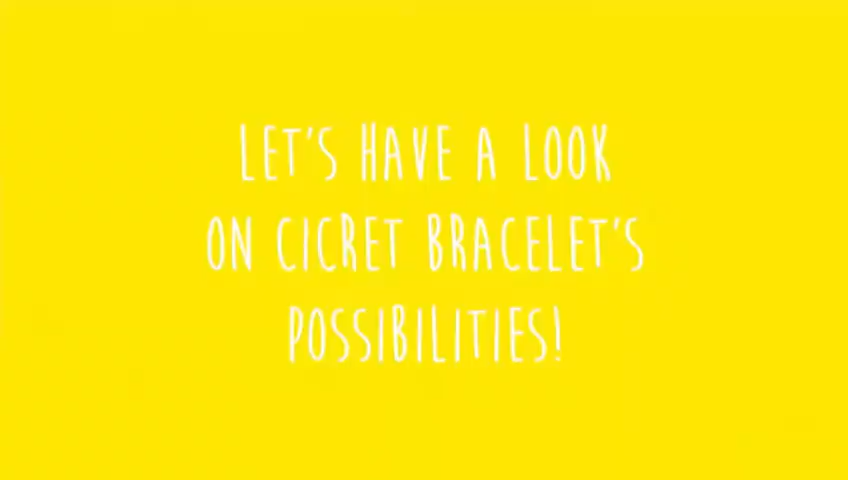 LET'S HAVE A LOOK
ON CICRET BRACELET'S
POSSIBILITIES!